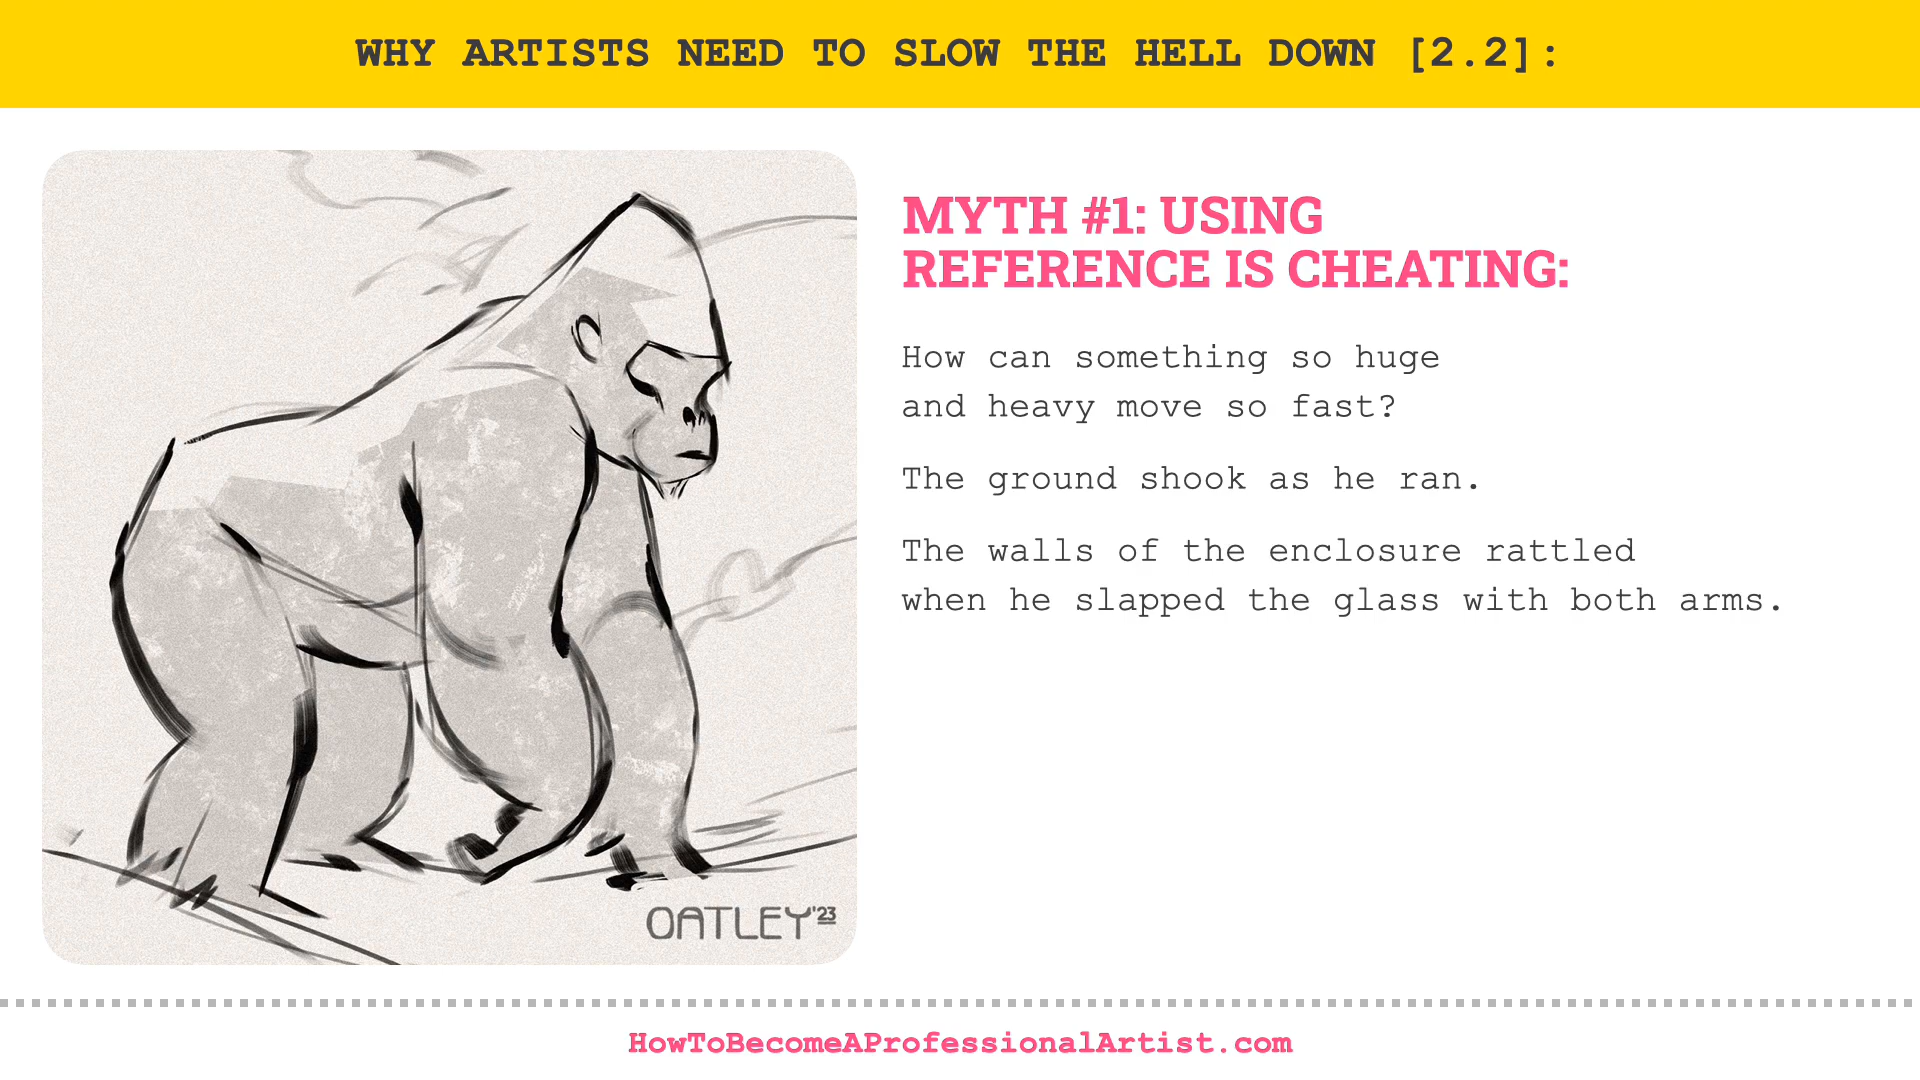 WHY ARTISTS NEED TO SLOW THE HELL DOWN [2.2]:
MYTH #1: USING
REFERENCE IS CHEATING:
How can something so huge
and heavy move so fast?
The ground shook as he ran.
The walls of the enclosure rattled
when he slapped the glass with both arms.
OATLEY'23
HowToBecomeAProfessionalArtist.com